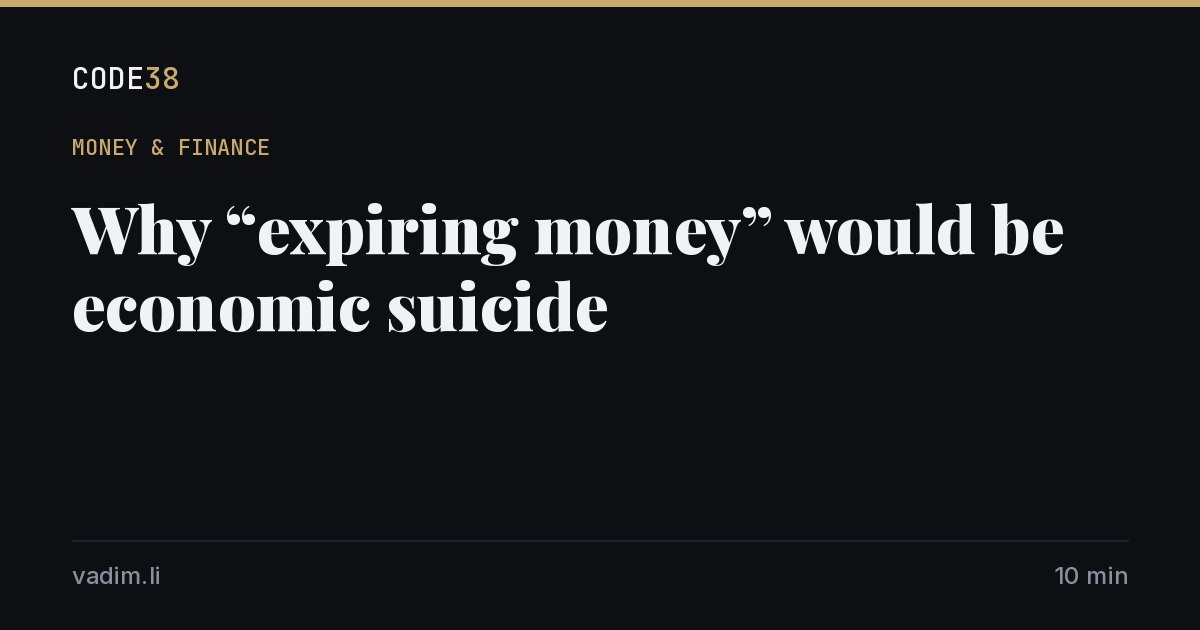 CODE38
MONEY & FINANCE
Why “expiring money” would be
economic suicide
vadim.li
10 min